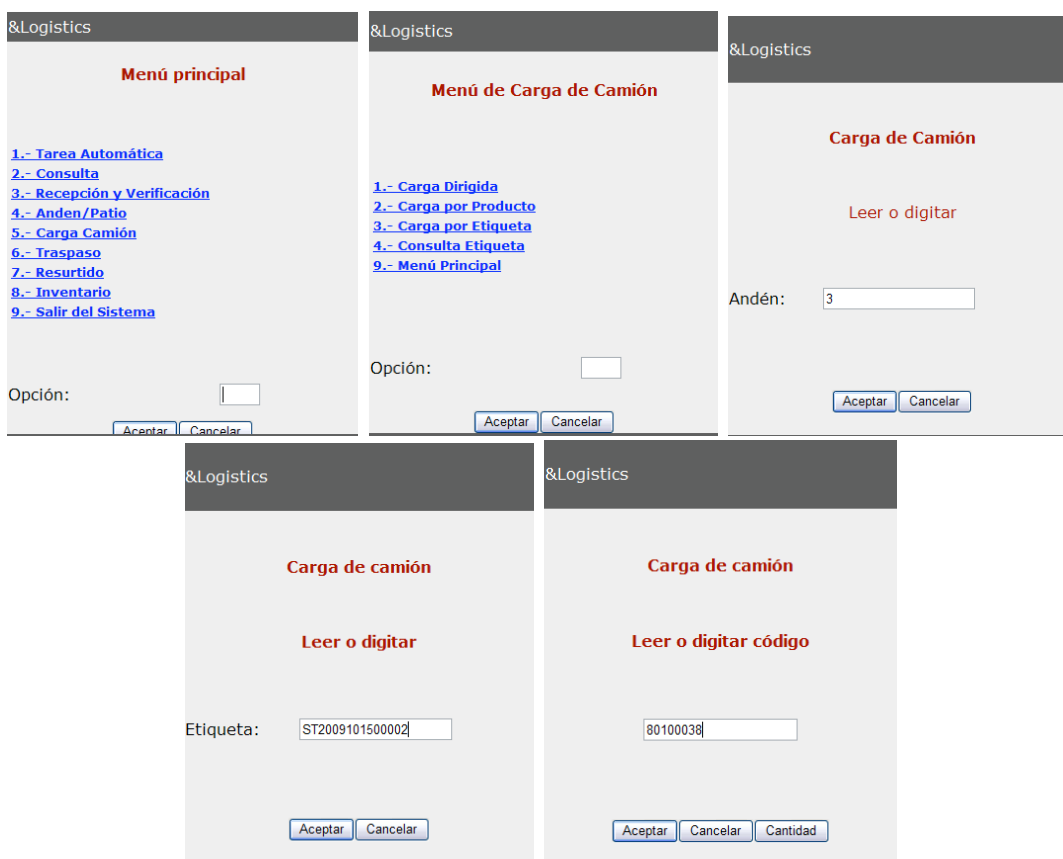 &Logistics
Menú principal
1.- Tarea Automática
2.- Consulta
3.- Recepción y Verificación
4.- Anden/Patio
5.- Carga Camión
6.- Traspaso
7.- Resurtido
8.- Inventario
9.- Salir del Sistema
Opción:
Aceptar Cancelar
&Logistics
Menú de Carga de Camión
1.- Carga Dirigida
2.- Carga por Producto
3.- Carga por Etiqueta
4.- Consulta Etiqueta
9.- Menú Principal
Opción:
Aceptar Cancelar
&Logistics
Carga de Camión
Leer o digitar
Andén: 3
Aceptar Cancelar
&Logistics
Carga de camión
Leer o digitar
Etiqueta: ST2009101500002
Aceptar Cancelar
&Logistics
Carga de camión
Leer o digitar código
80100038
Aceptar Cancelar Cantidad